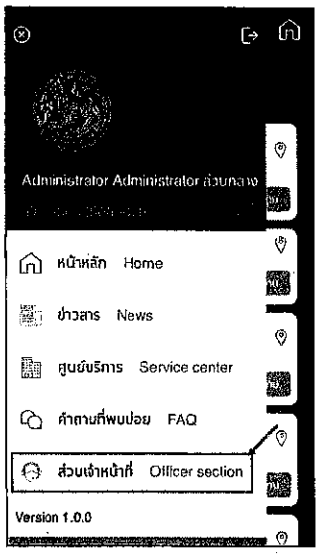 Administrator Administrator ส่วนกลาง
หน้าหลัก Home
ข่าวสาร News
ศูนย์บริการ Service center
คำถามที่พบบ่อย FAQ
ส่วนเจ้าหน้าที่ Officer section
Version 1.0.0